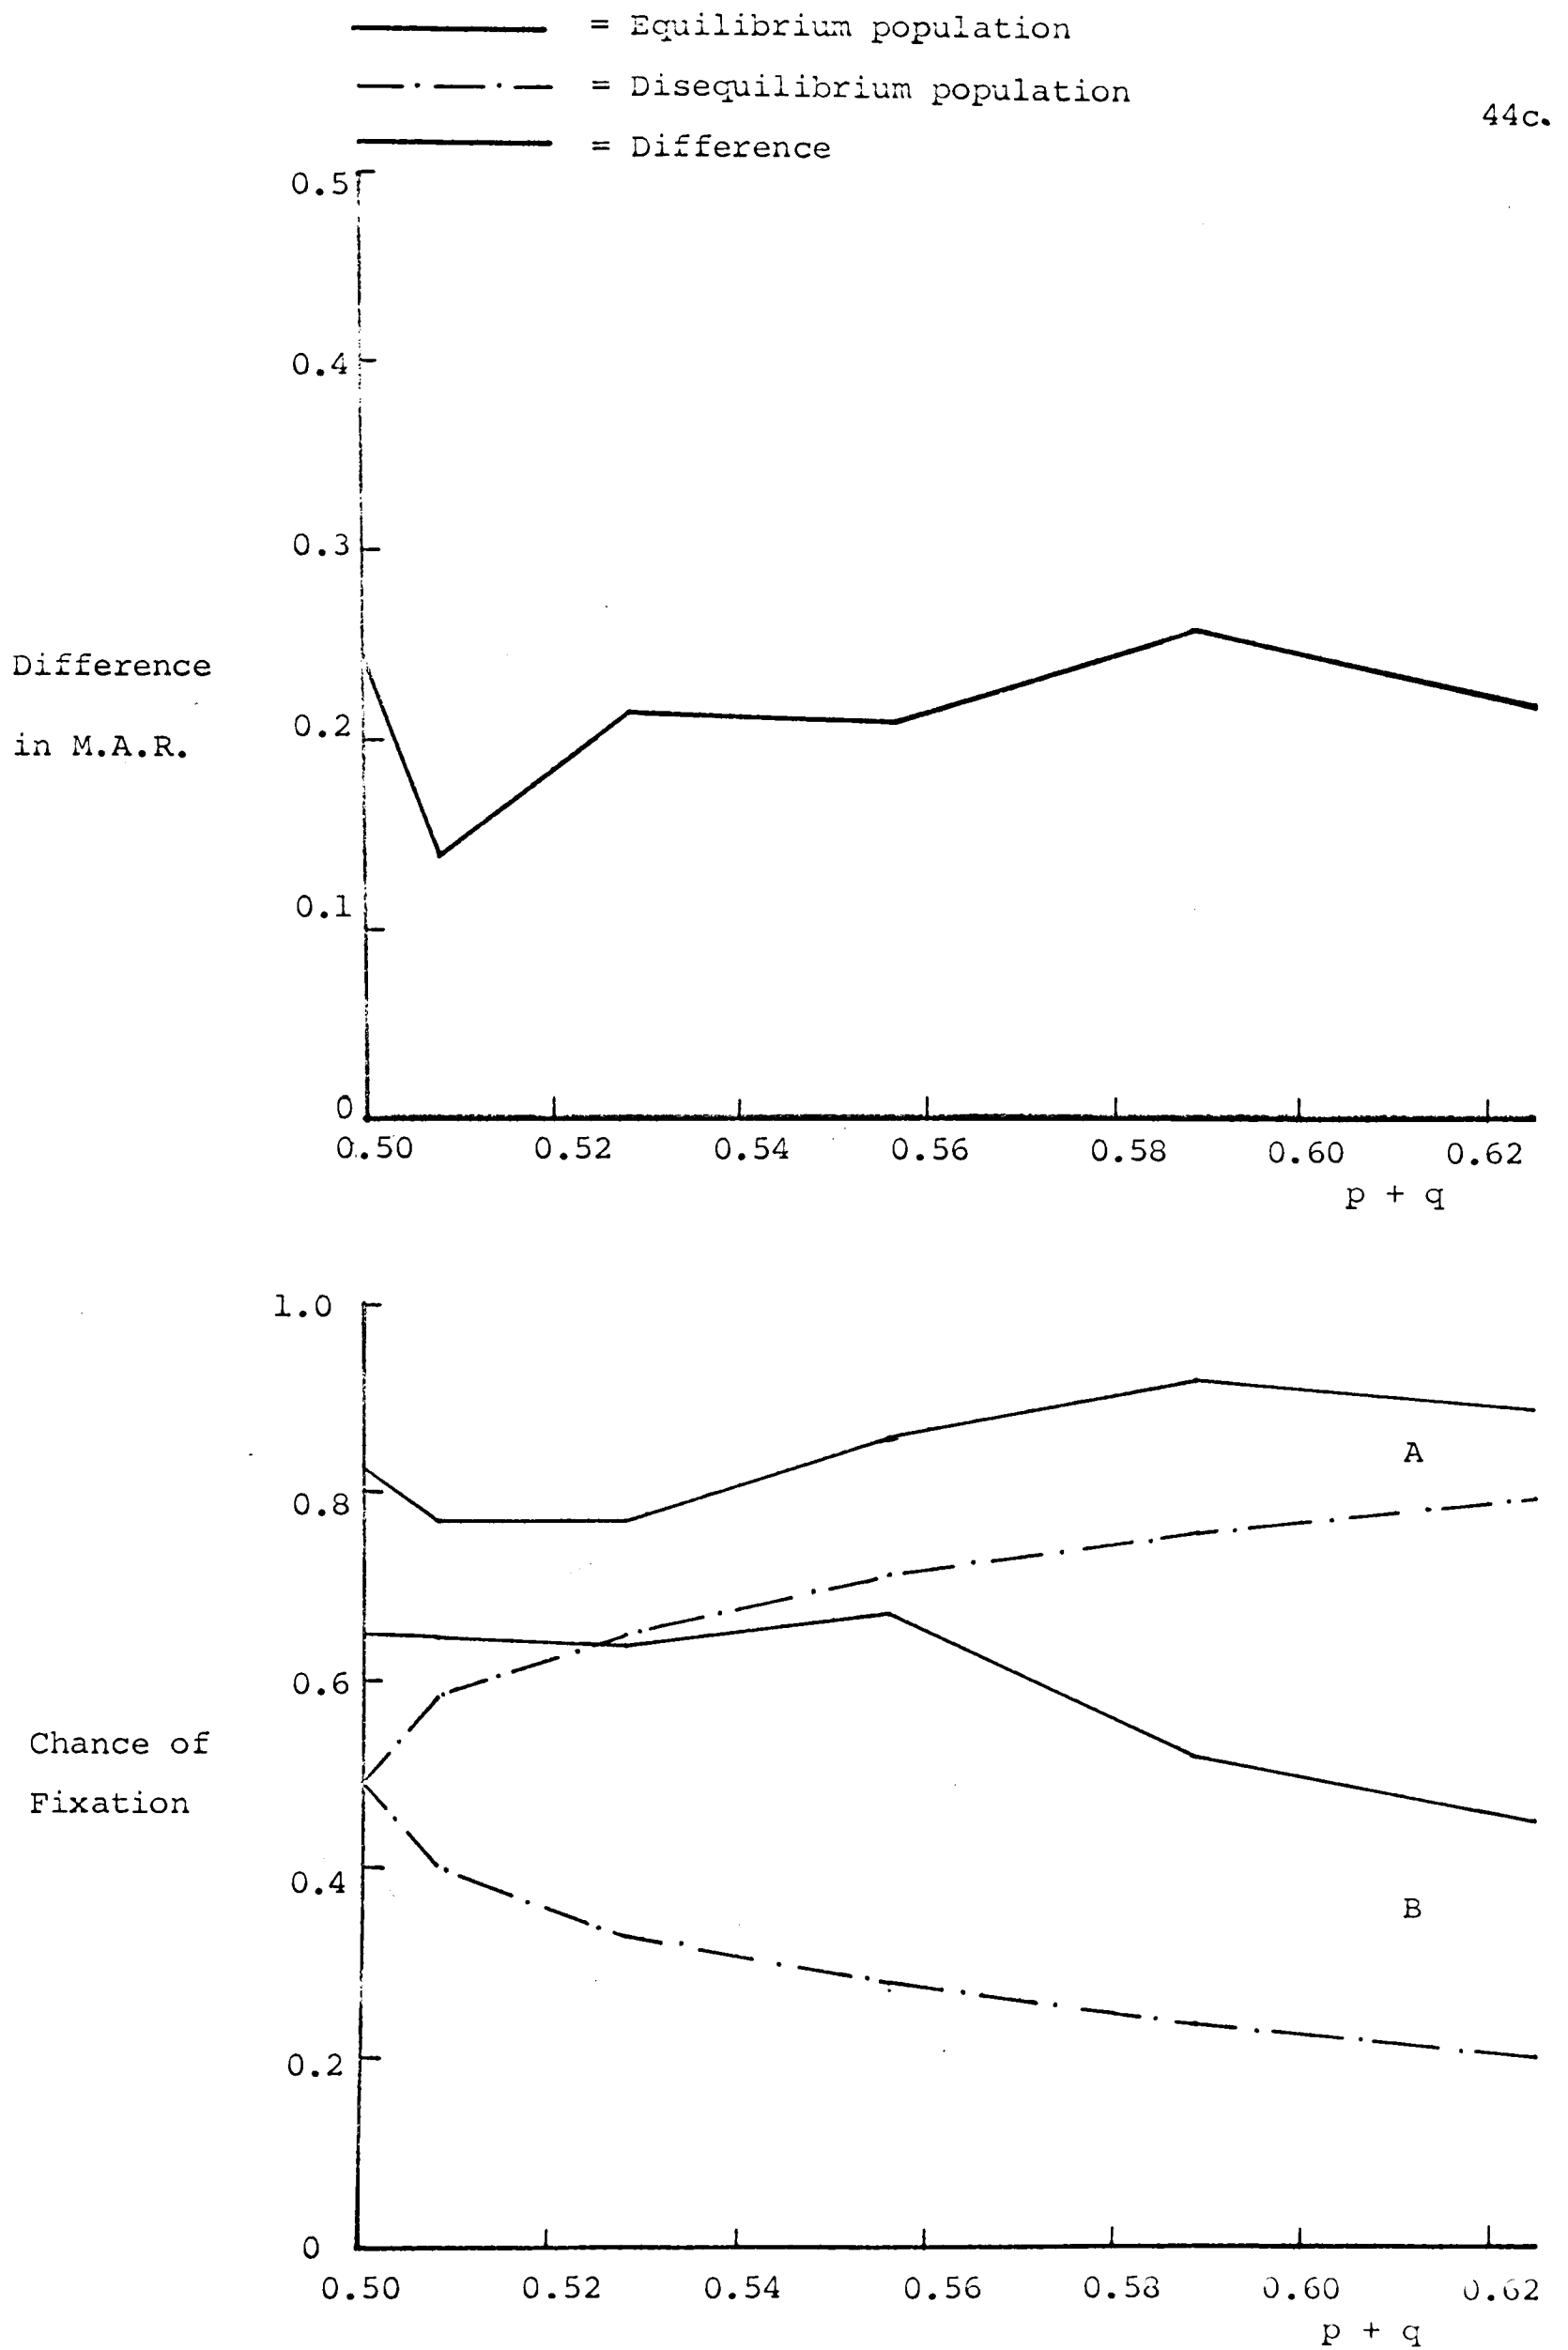 = Equilibrium population
= Disequilibrium population
44c.
= Difference
0.5
0.4
0.3
Difference
in M.A.R.
0.2
0.1
0
0.50 0.52 0.54 0.56 0.58 0.60 0.62
p + q
1.0
A
0.8
0.6
Chance of
Fixation
0.4
B
0.2
0
0.50 0.52 0.54 0.56 0.58 0.60 0.62
p + q